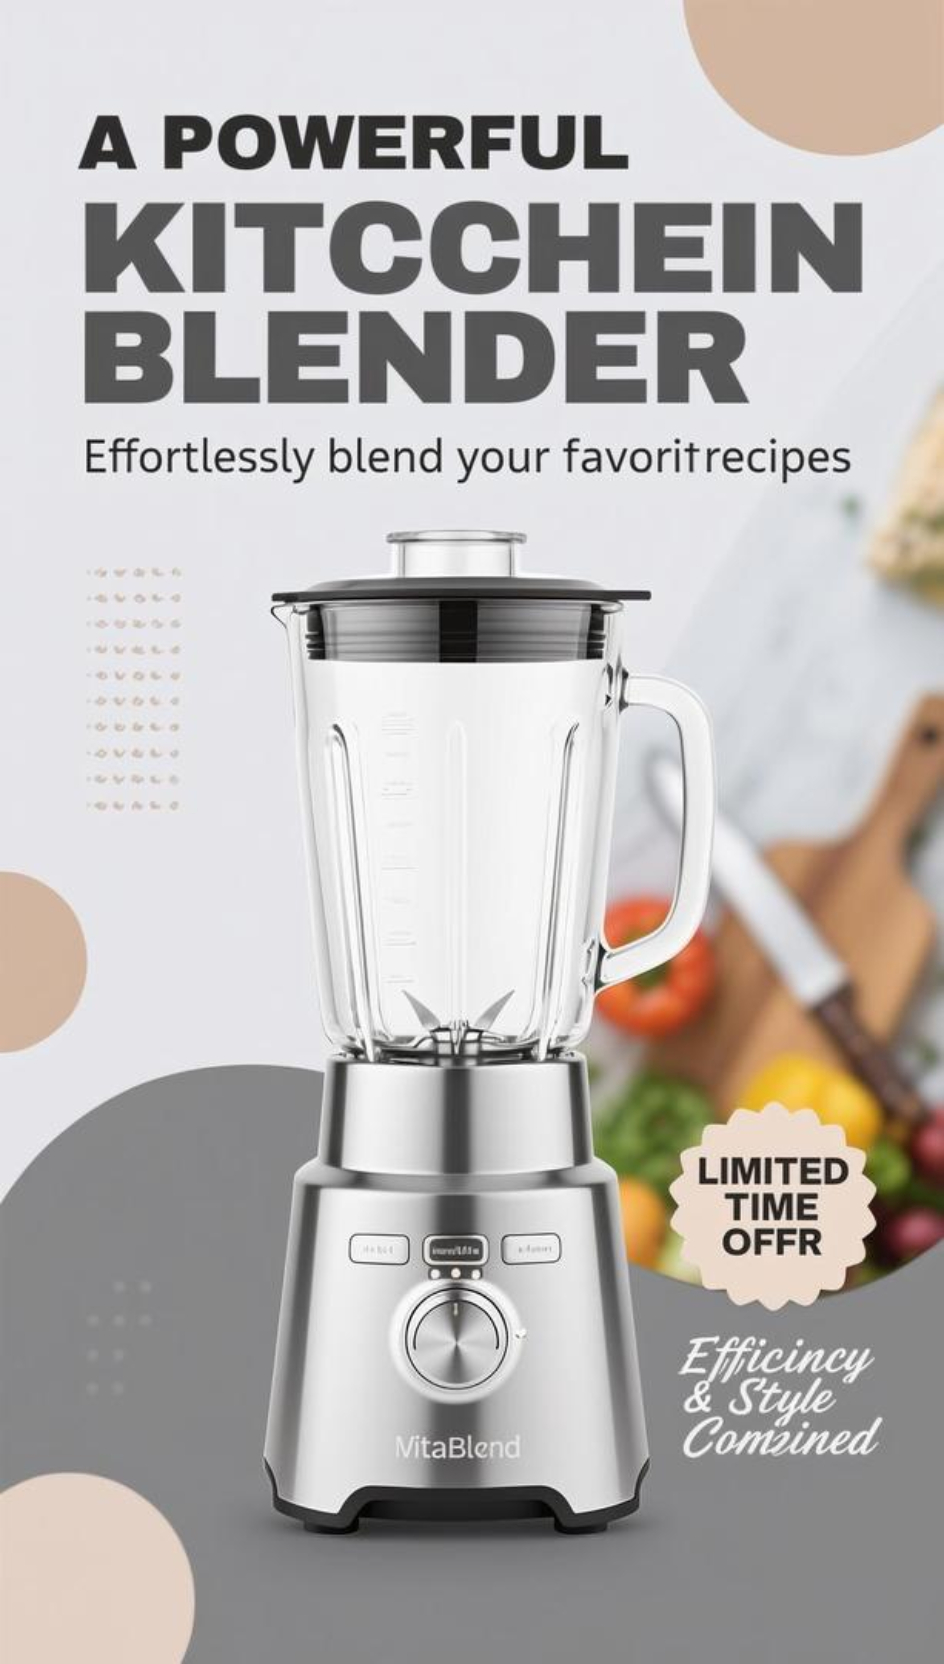 A POWERFUL
KITCCHEIN
BLENDER
Effortlessly blend your favoritrecipes
LIMITED
TIME
OFFR
Efficincy
& Style
Comzined
VitaBlend